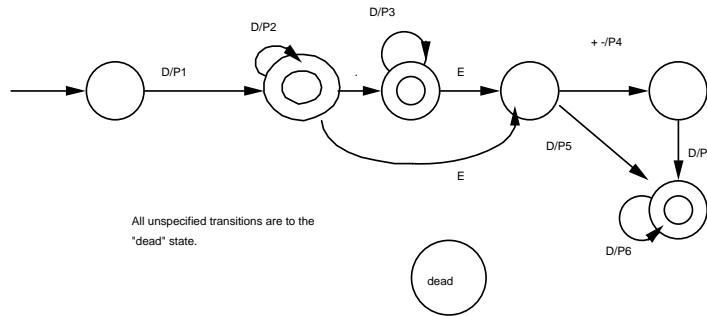 D/P3
D/P2
+ -/P4
D/P1
.
E
D/P5
D/P
E
All unspecified transitions are to the
"dead" state.
D/P6
dead